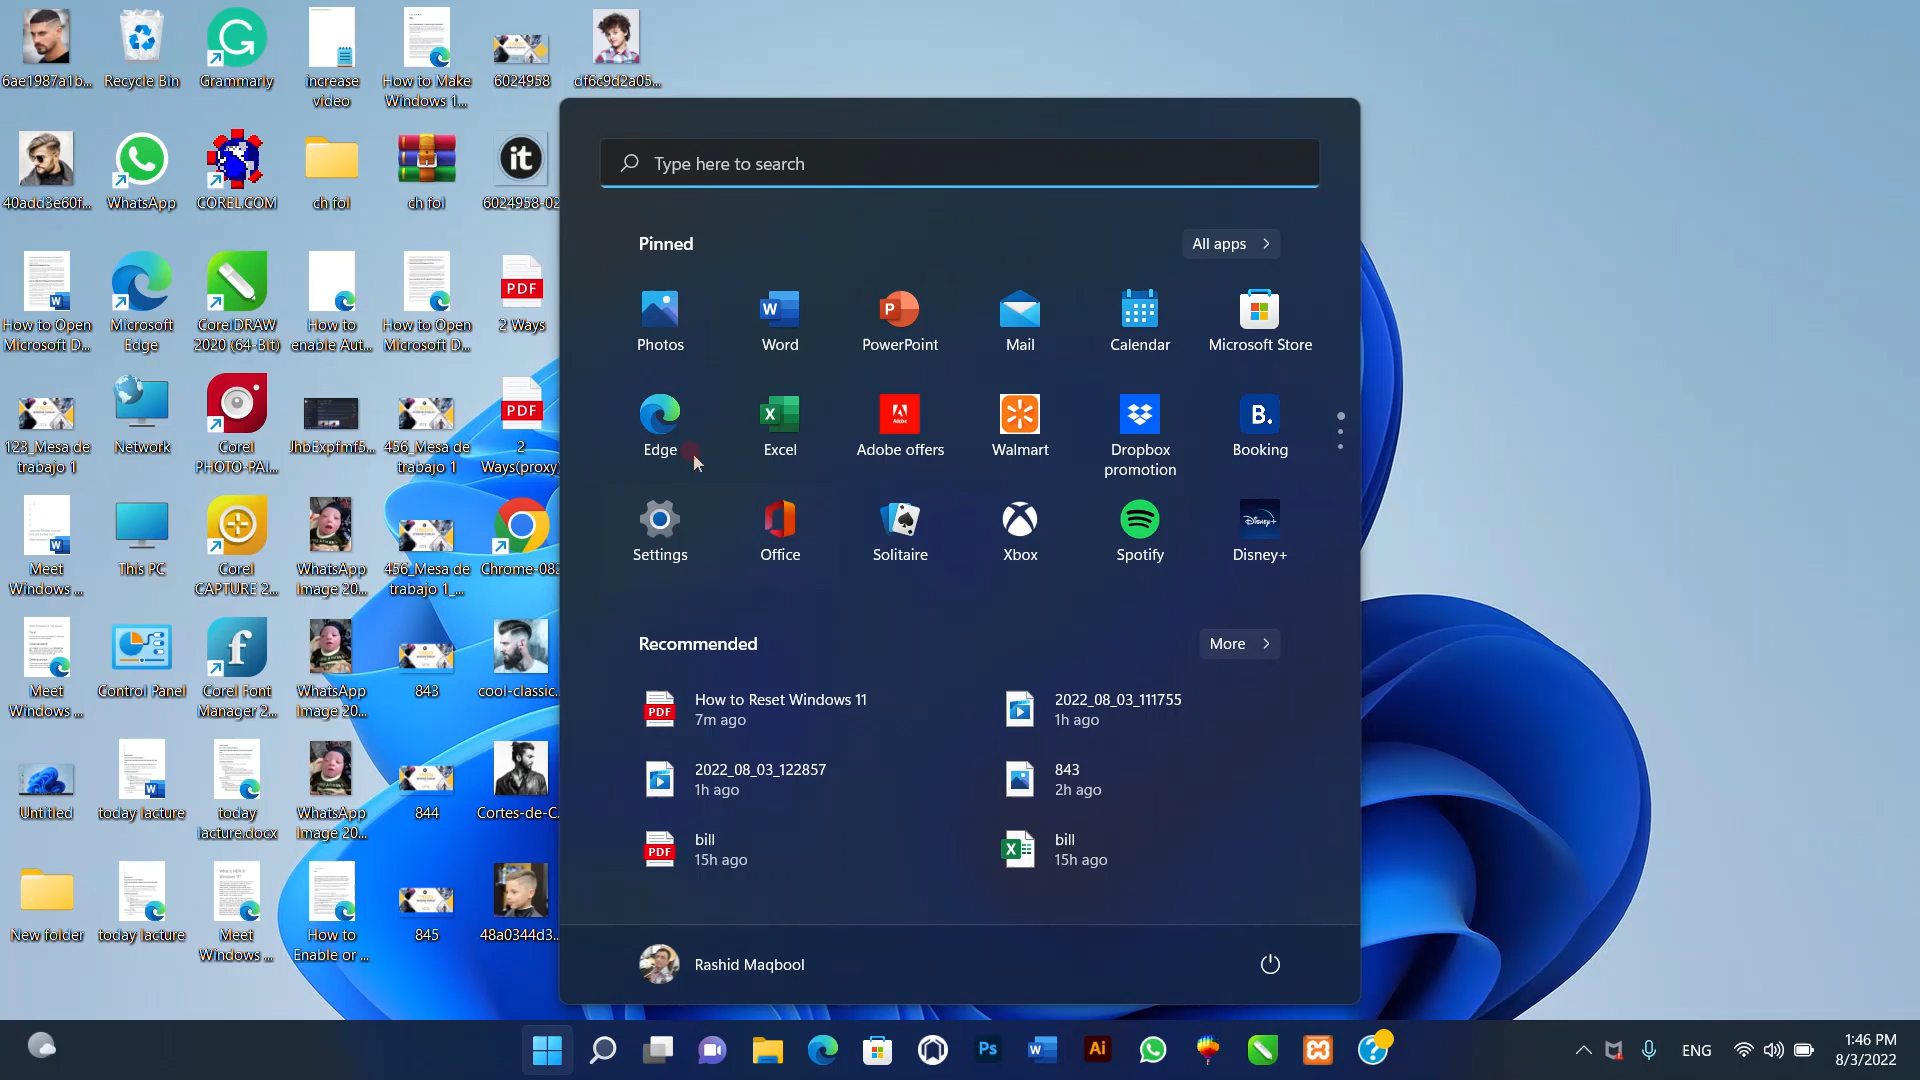 6ae1987a1b...
Recycle Bin
Grammarly
increase
video
How to Make
Windows 1...
6024958
df6c9d2a05...
40add3e60f...
WhatsApp
COREL.COM
ch fol
ch fol
it
6024958-02
How to Open
Microsoft D...
Microsoft
Edge
CorelDRAW
2020 (64-Bit)
How to
enable Aut...
How to Open
Microsoft D...
PDF
2 Ways
123_Mesa de
trabajo 1
Network
Corel
PHOTO-PAI...
JhbExpfmf5...
456_Mesa de
trabajo 1
PDF
2
Ways(proxy)
Meet
Windows ...
This PC
Corel
CAPTURE 2...
WhatsApp
Image 20...
456_Mesa de
trabajo 1_...
Chrome-08
Meet
Windows ...
Control Panel
Corel Font
Manager 2...
WhatsApp
Image 20...
843
cool-classic...
Untitled
today lacture
today
lacture.docx
WhatsApp
Image 20...
844
Cortes-de-C...
New folder
today lacture
Meet
Windows ...
How to
Enable or ...
845
48a0344d3...
Type here to search
Pinned
All apps
Photos
Word
PowerPoint
Mail
Calendar
Microsoft Store
Edge
Excel
Adobe offers
Walmart
Dropbox
promotion
Booking
Settings
Office
Solitaire
Xbox
Spotify
Disney+
Recommended
More
How to Reset Windows 11
7m ago
2022_08_03_111755
1h ago
2022_08_03_122857
1h ago
843
2h ago
bill
15h ago
bill
15h ago
Rashid Maqbool
Ps
Ai
ENG
1:46 PM
8/3/2022